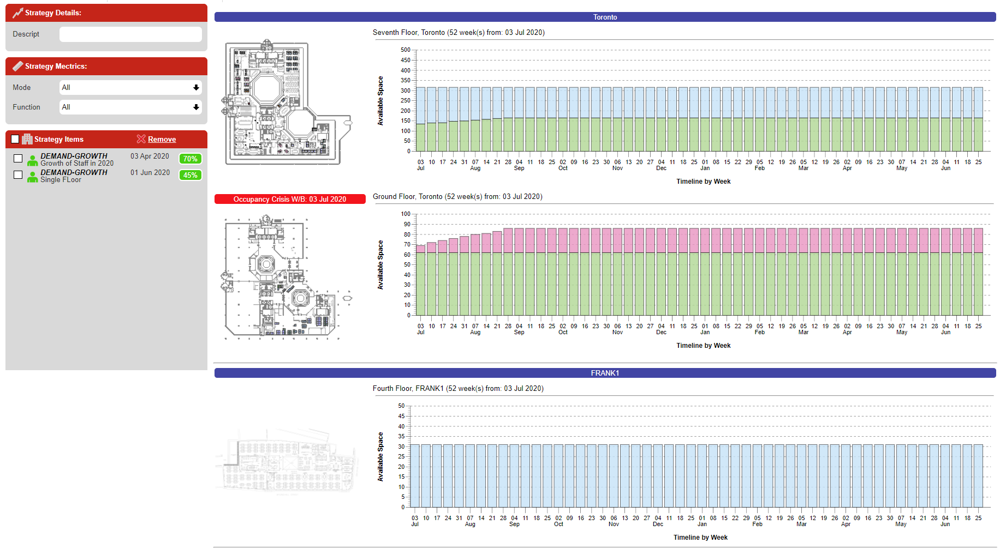 Strategy Details:
Descript
Strategy Mectrics:
Mode All
Function All
Strategy Items Remove
DEMAND-GROWTH 03 Apr 2020 70%
Growth of Staff in 2020
DEMAND-GROWTH 01 Jun 2020 45%
Single FLoor
Toronto
Seventh Floor, Toronto (52 week(s) from: 03 Jul 2020)
Available Space
500
450
400
350
300
250
200
150
100
50
0
03 10 17 24 31 07 14 21 28 04 11 18 25 02 09 16 23 30 06 13 20 27 04 11 18 25 01 08 15 22 29 05 12 19 26 05 12 19 26 02 09 16 23 30 07 14 21 28 04 11 18 25
Jul Aug Sep Oct Nov Dec Jan Feb Mar Apr May Jun
Timeline by Week
Occupancy Crisis W/B: 03 Jul 2020
Ground Floor, Toronto (52 week(s) from: 03 Jul 2020)
Available Space
100
90
80
70
60
50
40
30
20
10
0
03 10 17 24 31 07 14 21 28 04 11 18 25 02 09 16 23 30 06 13 20 27 04 11 18 25 01 08 15 22 29 05 12 19 26 05 12 19 26 02 09 16 23 30 07 14 21 28 04 11 18 25
Jul Aug Sep Oct Nov Dec Jan Feb Mar Apr May Jun
Timeline by Week
FRANK1
Fourth Floor, FRANK1 (52 week(s) from: 03 Jul 2020)
Available Space
50
45
40
35
30
25
20
15
10
5
0
03 10 17 24 31 07 14 21 28 04 11 18 25 02 09 16 23 30 06 13 20 27 04 11 18 25 01 08 15 22 29 05 12 19 26 05 12 19 26 02 09 16 23 30 07 14 21 28 04 11 18 25
Jul Aug Sep Oct Nov Dec Jan Feb Mar Apr May Jun
Timeline by Week